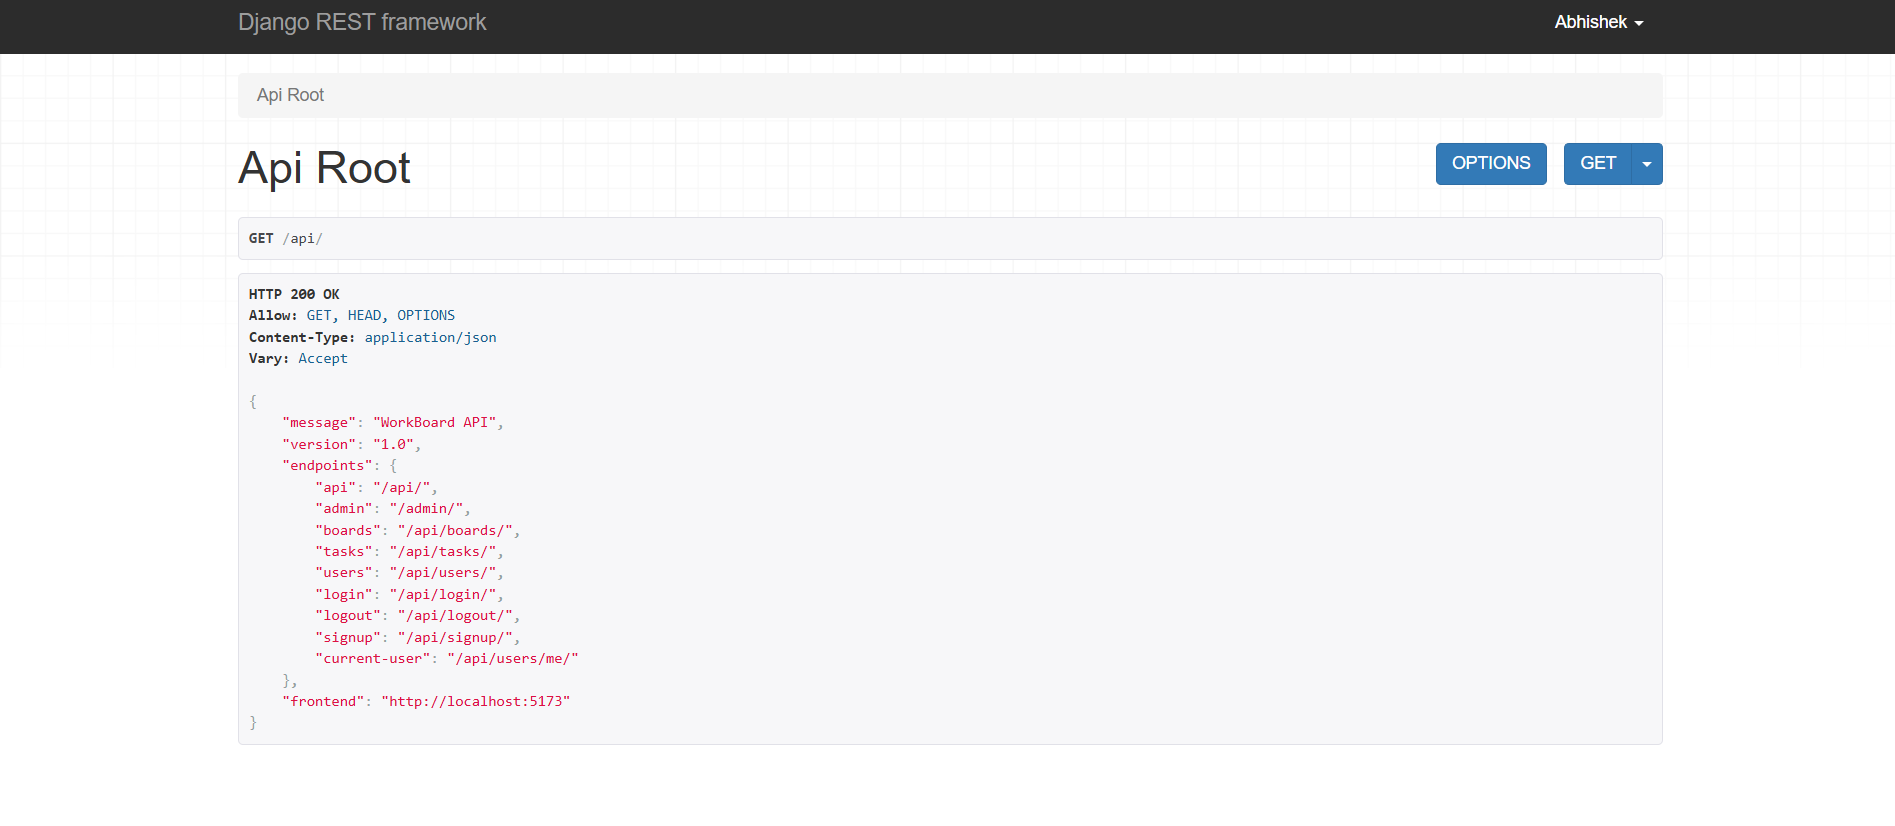 Django REST framework
Abhishek
Api Root
Api Root
OPTIONS
GET
GET /api/
HTTP 200 OK
Allow: GET, HEAD, OPTIONS
Content-Type: application/json
Vary: Accept
{
    "message": "WorkBoard API",
    "version": "1.0",
    "endpoints": {
        "api": "/api/",
        "admin": "/admin/",
        "boards": "/api/boards/",
        "tasks": "/api/tasks/",
        "users": "/api/users/",
        "login": "/api/login/",
        "logout": "/api/logout/",
        "signup": "/api/signup/",
        "current-user": "/api/users/me/"
    },
    "frontend": "http://localhost:5173"
}